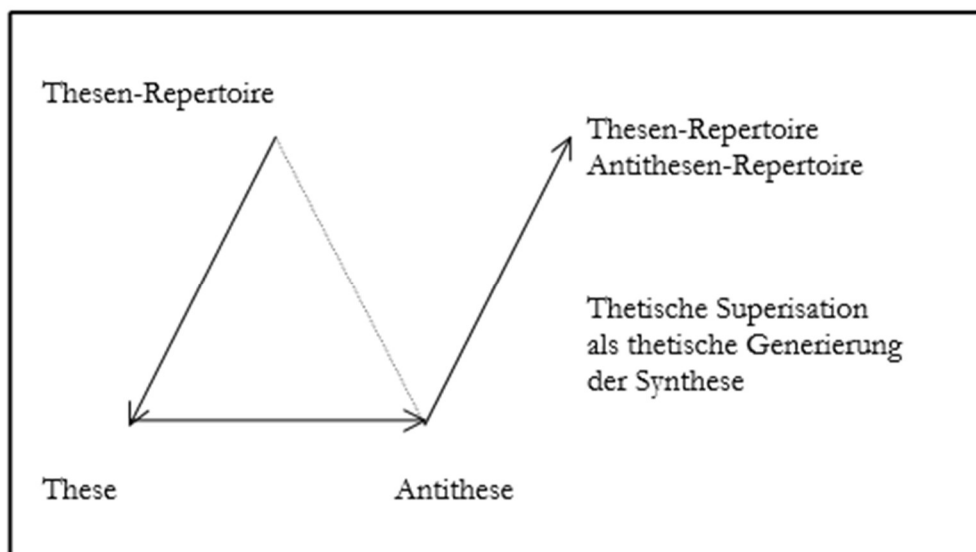 Thesen-Repertoire
Thesen-Repertoire
Antithesen-Repertoire
Thetische Superisation
als thetische Generierung
der Synthese
These
Antithese